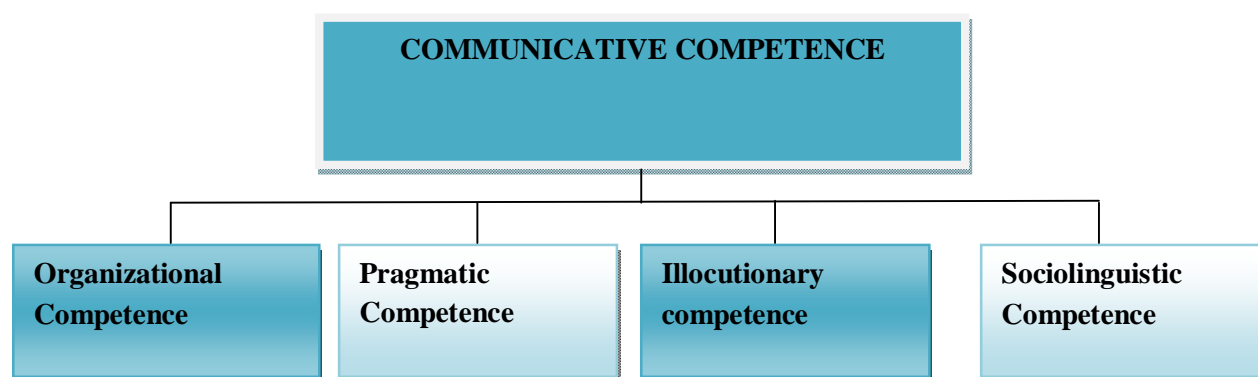 COMMUNICATIVE COMPETENCE
Organizational
Competence
Pragmatic
Competence
Illocutionary
competence
Sociolinguistic
Competence